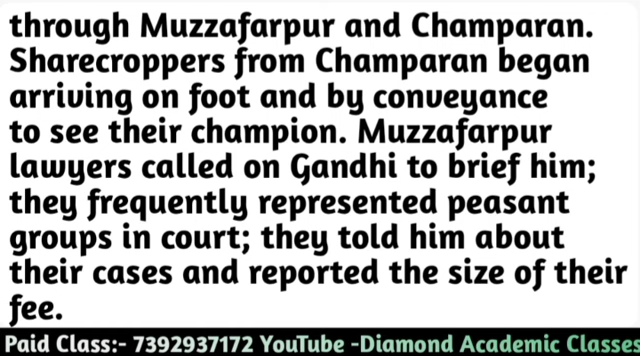 through Muzzafarpur and Champaran.
Sharecroppers from Champaran began
arriving on foot and by conveyance
to see their champion. Muzzafarpur
lawyers called on Gandhi to brief him;
they frequently represented peasant
groups in court; they told him about
their cases and reported the size of their
fee.
Paid Class:- 7392937172 YouTube -Diamond Academic Classes